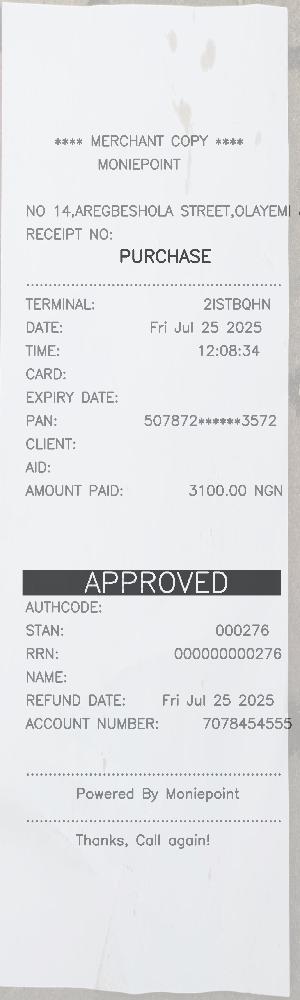 **** MERCHANT COPY ****
MONIEPOINT
NO 14,AREGBESHOLA STREET,OLAYEMI
RECEIPT NO:
PURCHASE
TERMINAL: 2ISTBQHN
DATE: Fri Jul 25 2025
TIME: 12:08:34
CARD:
EXPIRY DATE:
PAN: 507872******3572
CLIENT:
AID:
AMOUNT PAID: 3100.00 NGN
APPROVED
AUTHCODE:
STAN: 000276
RRN: 000000000276
NAME:
REFUND DATE: Fri Jul 25 2025
ACCOUNT NUMBER: 7078454555
Powered By Moniepoint
Thanks, Call again!